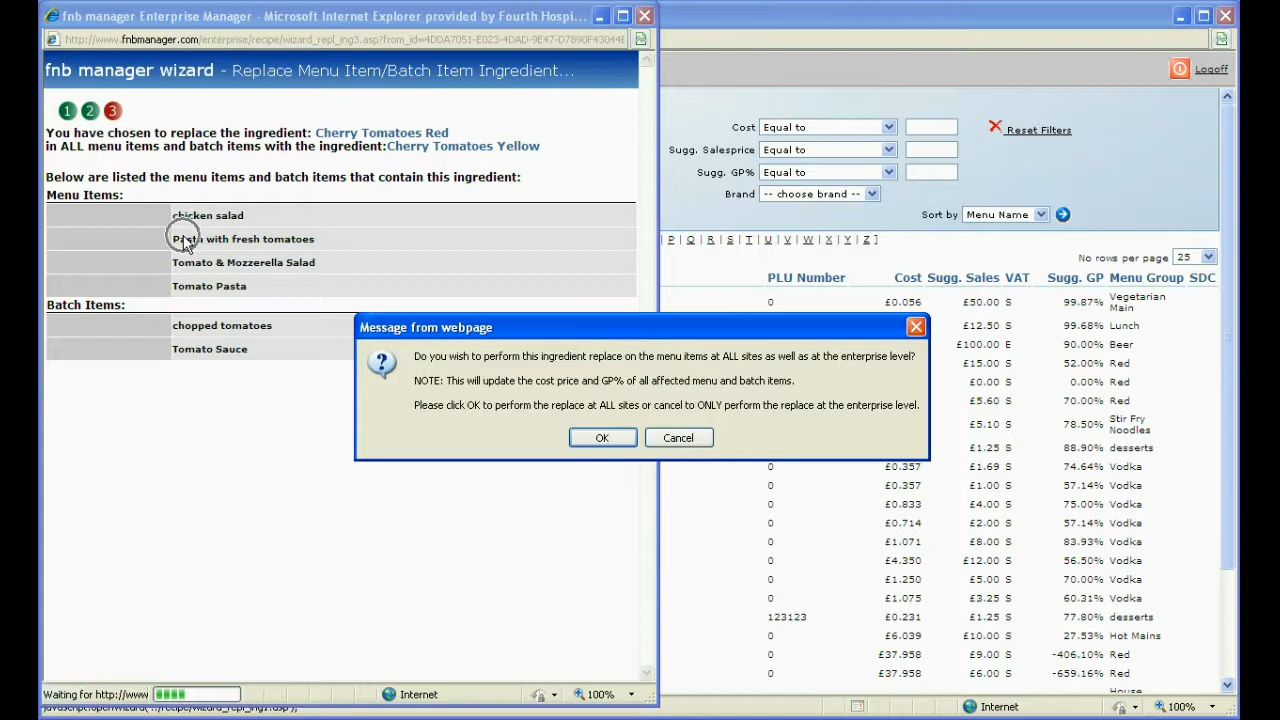 fnb manager Enterprise Manager - Microsoft Internet Explorer provided by Fourth Hospi...
http://www.fnbmanager.com/enterprise/recipe/wizard_repl_ing3.asp?from_id=4DDA7051-E023-4DAD-9E47-D7890F43044E
fnb manager wizard - Replace Menu Item/Batch Item Ingredient...
1 2 3
You have chosen to replace the ingredient: Cherry Tomatoes Red
in ALL menu items and batch items with the ingredient:Cherry Tomatoes Yellow
Below are listed the menu items and batch items that contain this ingredient:
Menu Items:
chicken salad
Pasta with fresh tomatoes
Tomato & Mozzerella Salad
Tomato Pasta
Batch Items:
chopped tomatoes
Tomato Sauce
Message from webpage
Do you wish to perform this ingredient replace on the menu items at ALL sites as well as at the enterprise level?
NOTE: This will update the cost price and GP% of all affected menu and batch items.
Please click OK to perform the replace at ALL sites or cancel to ONLY perform the replace at the enterprise level.
OK Cancel
Waiting for http://www
Internet
100%
Logoff
Cost Equal to
Reset Filters
Sugg. Salesprice Equal to
Sugg. GP% Equal to
Brand -- choose brand --
Sort by Menu Name
| P | Q | R | S | T | U | V | W | X | Y | Z ]
No rows per page 25
PLU Number Cost Sugg. Sales VAT Sugg. GP Menu Group SDC
0 £0.056 £50.00 S 99.87% Vegetarian Main
£12.50 S 99.68% Lunch
£100.00 E 90.00% Beer
£15.00 S 52.00% Red
£0.00 S 0.00% Red
£5.60 S 70.00% Red
£5.10 S 78.50% Stir Fry Noodles
£1.25 S 88.90% desserts
0 £0.357 £1.69 S 74.64% Vodka
0 £0.357 £1.00 S 57.14% Vodka
0 £0.833 £4.00 S 75.00% Vodka
0 £0.714 £2.00 S 57.14% Vodka
0 £1.071 £8.00 S 83.93% Vodka
0 £4.350 £12.00 S 56.50% Vodka
0 £1.250 £5.00 S 70.00% Vodka
0 £1.075 £3.25 S 60.31% Vodka
123123 £0.231 £1.25 S 77.80% desserts
0 £6.039 £10.00 S 27.53% Hot Mains
0 £37.958 £9.00 S -406.10% Red
0 £37.958 £6.00 S -659.16% Red
House
Internet
100%